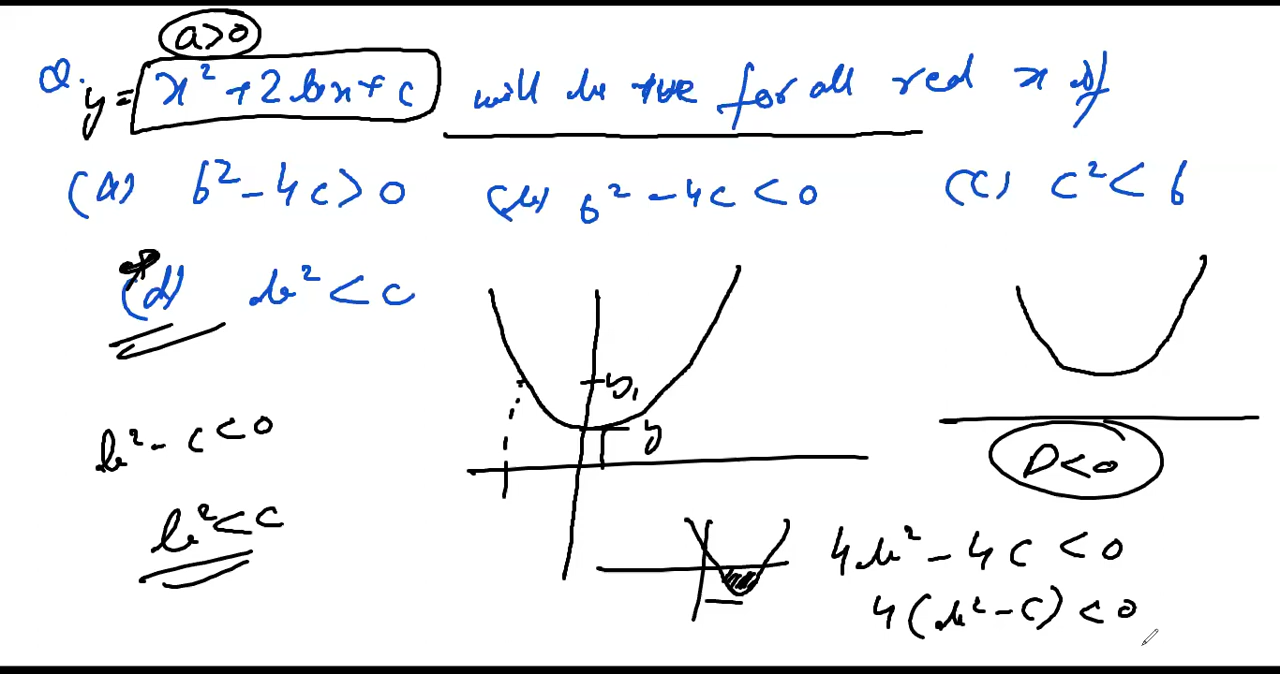 a>0
Q. y = x² + 2bx + c will be +ve for all real x if
(a) b² - 4c > 0 (b) b² - 4c < 0 (c) c² < b
(d) b² < c
y₁
y
b² - c < 0
D < 0
b² < c
4b² - 4c < 0
4(b² - c) < 0